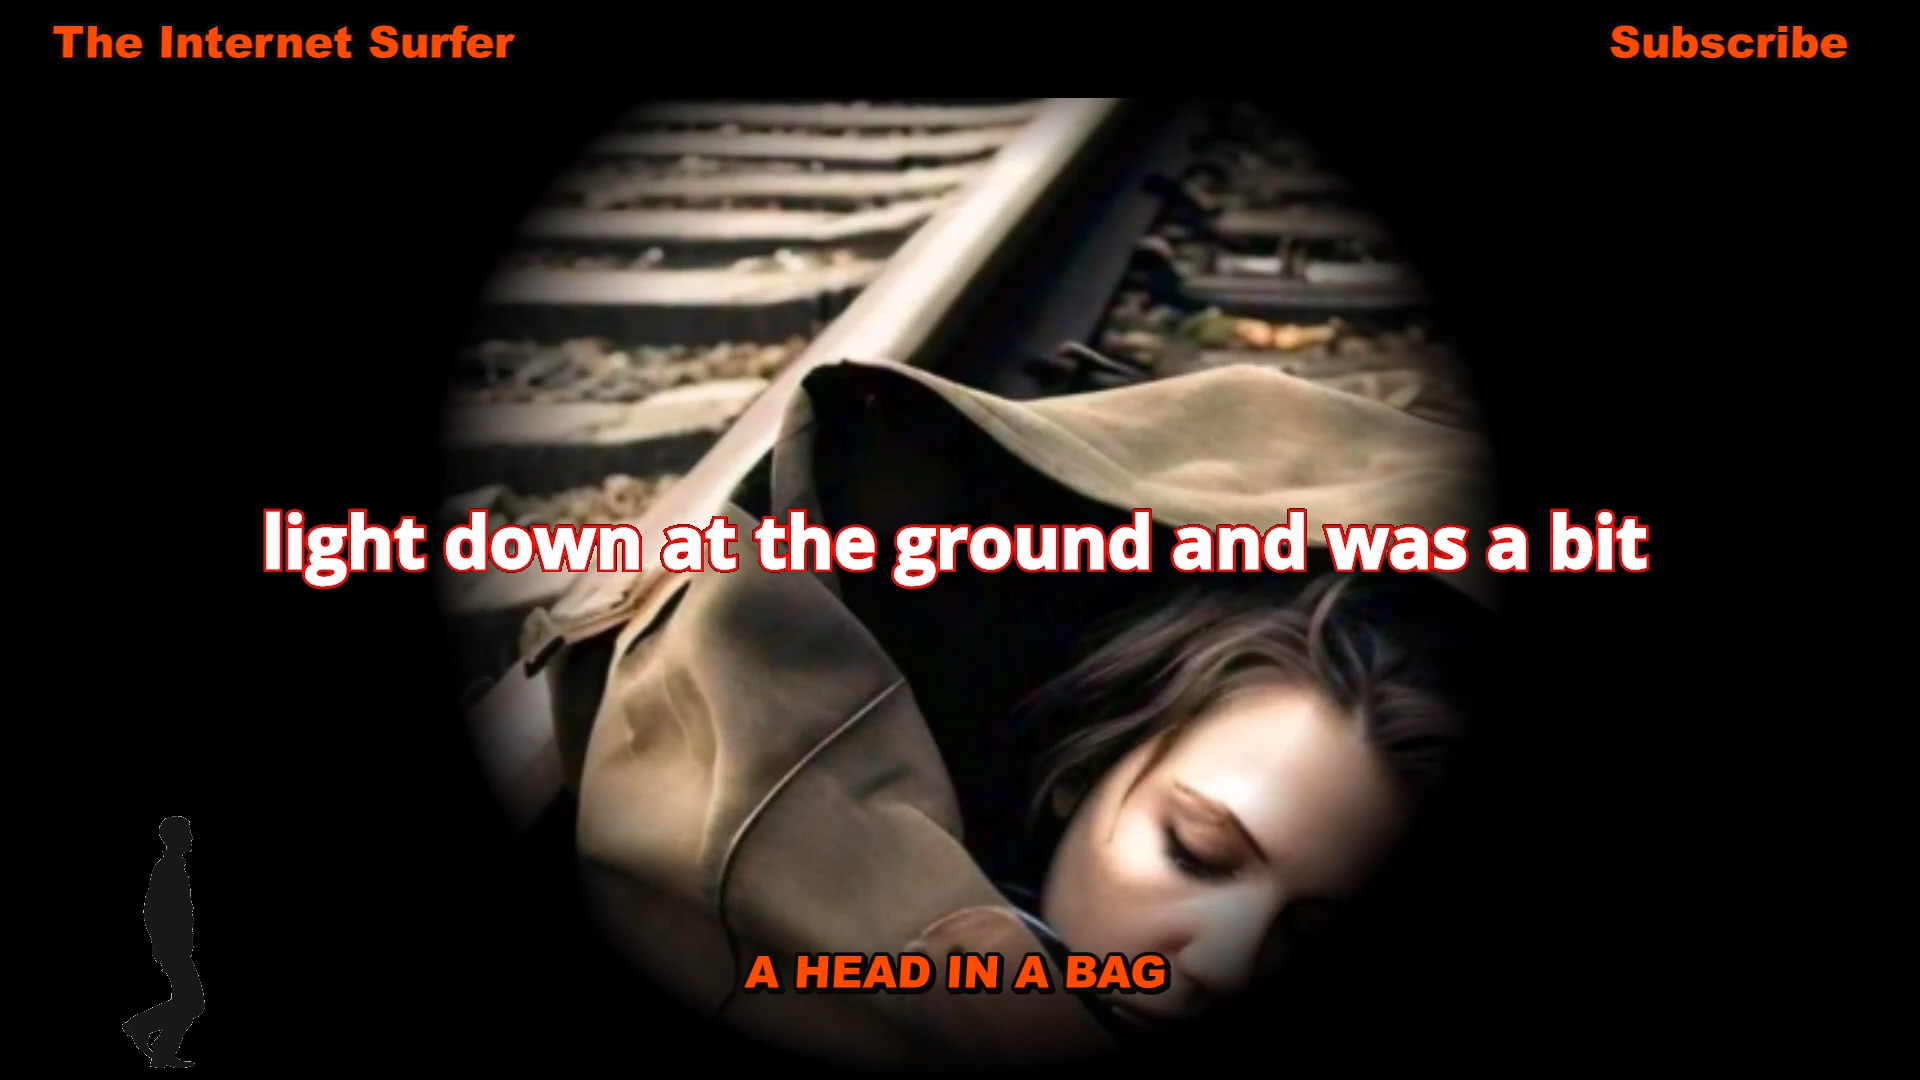 The Internet Surfer
Subscribe
light down at the ground and was a bit
A HEAD IN A BAG